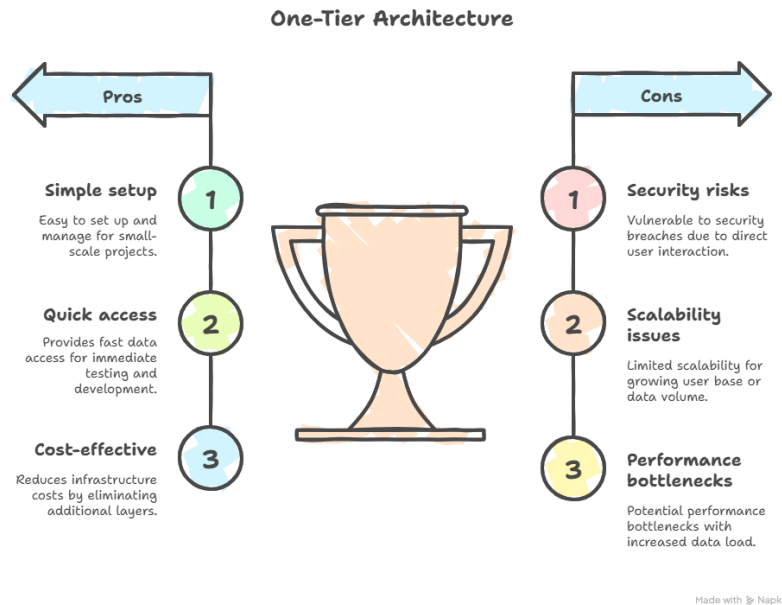 One-Tier Architecture
Pros
1
Simple setup
Easy to set up and
manage for small-
scale projects.
2
Quick access
Provides fast data
access for immediate
testing and
development.
3
Cost-effective
Reduces infrastructure
costs by eliminating
additional layers.
Cons
1
Security risks
Vulnerable to security
breaches due to direct
user interaction.
2
Scalability
issues
Limited scalability for
growing user base or
data volume.
3
Performance
bottlenecks
Potential performance
bottlenecks with
increased data load.
Made with Napk